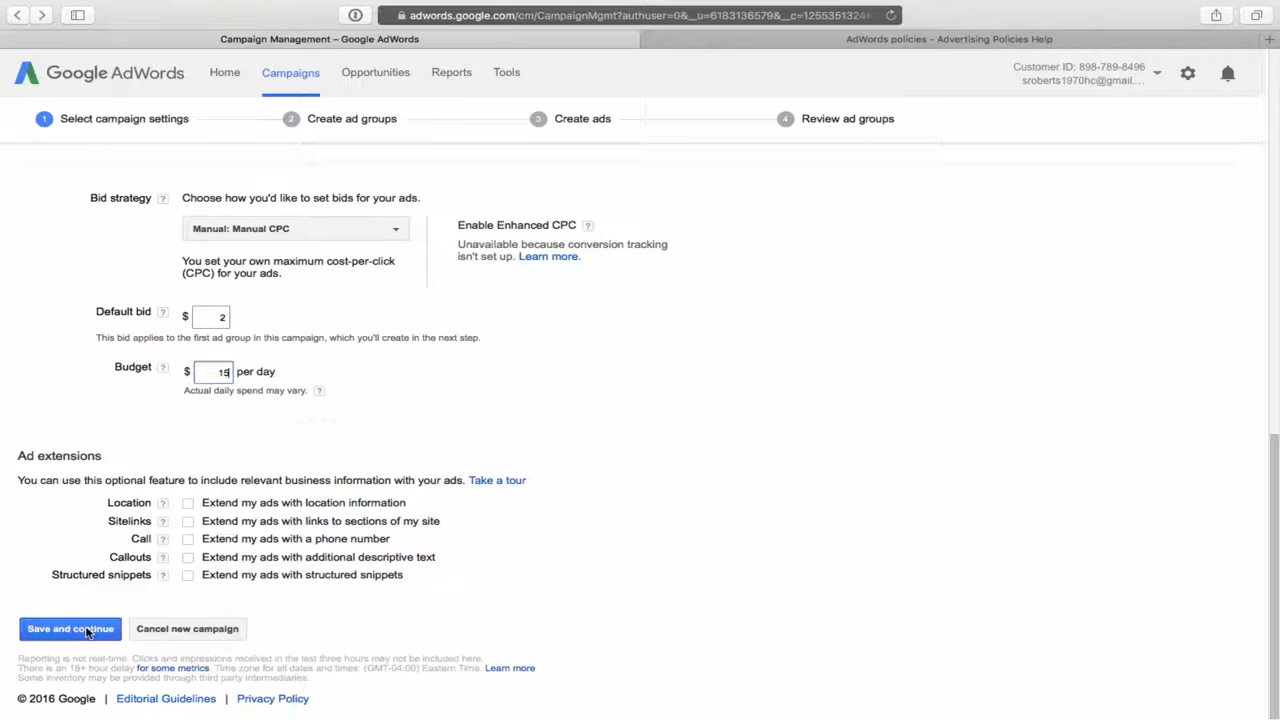 adwords.google.com/cm/CampaignMgmt?authuser=0&__u=6183136579&__c=1255351324
Campaign Management – Google AdWords
AdWords policies - Advertising Policies Help
Google AdWords
Home
Campaigns
Opportunities
Reports
Tools
Customer ID: 898-789-8496
sroberts1970hc@gmail....
1 Select campaign settings
2 Create ad groups
3 Create ads
4 Review ad groups
Bid strategy ? Choose how you'd like to set bids for your ads.
Manual: Manual CPC
Enable Enhanced CPC ?
Unavailable because conversion tracking
isn't set up. Learn more.
You set your own maximum cost-per-click
(CPC) for your ads.
Default bid ? $ 2
This bid applies to the first ad group in this campaign, which you'll create in the next step.
Budget ? $ 15 per day
Actual daily spend may vary. ?
Ad extensions
You can use this optional feature to include relevant business information with your ads. Take a tour
Location ? Extend my ads with location information
Sitelinks ? Extend my ads with links to sections of my site
Call ? Extend my ads with a phone number
Callouts ? Extend my ads with additional descriptive text
Structured snippets ? Extend my ads with structured snippets
Save and continue
Cancel new campaign
Reporting is not real-time. Clicks and impressions received in the last three hours may not be included here.
There is an 18+ hour delay for some metrics. Time zone for all dates and times: (GMT-04:00) Eastern Time. Learn more
Some inventory may be provided through third party intermediaries.
© 2016 Google | Editorial Guidelines | Privacy Policy